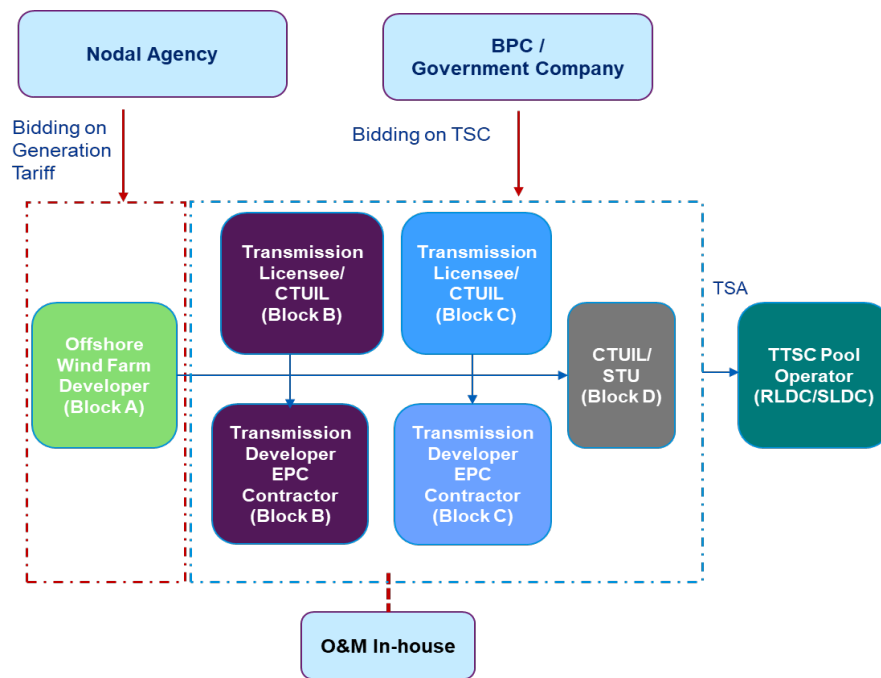 Nodal Agency
BPC /
Government Company
Bidding on
Generation
Tariff
Bidding on TSC
Transmission
Licensee/
CTUIL
(Block B)
Transmission
Licensee/
CTUIL
(Block C)
TSA
Offshore
Wind Farm
Developer
(Block A)
CTUIL/
STU
(Block D)
TTSC Pool
Operator
(RLDC/SLDC)
Transmission
Developer
EPC
Contractor
(Block B)
Transmission
Developer
EPC
Contractor
(Block C)
O&M In-house